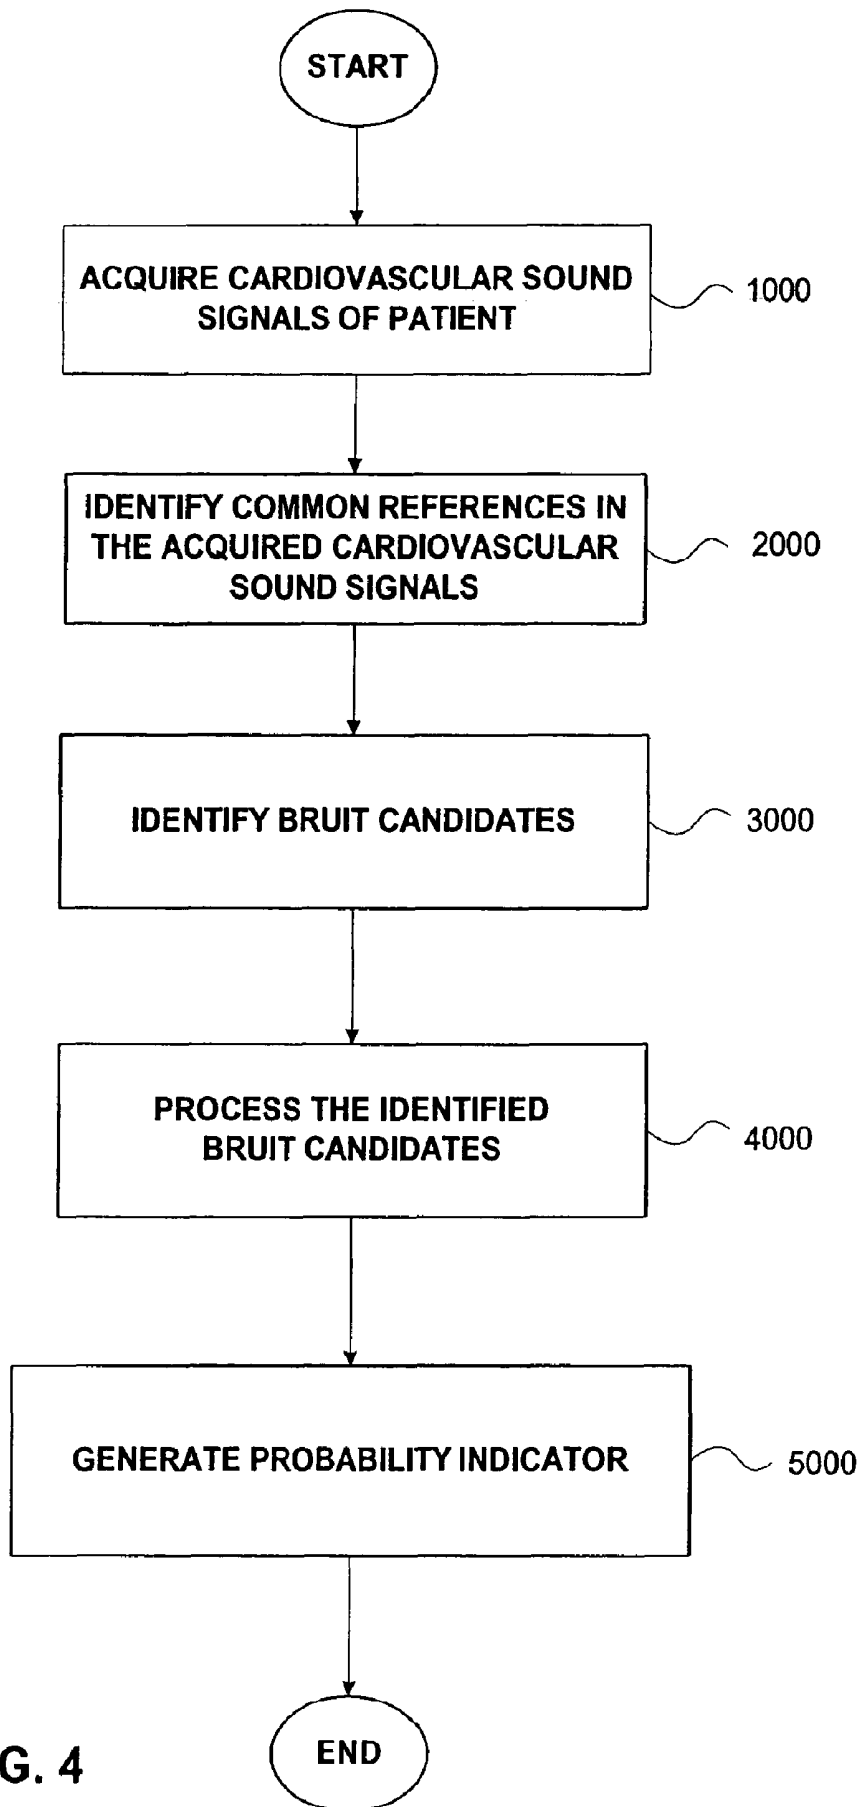 START
ACQUIRE CARDIOVASCULAR SOUND
SIGNALS OF PATIENT
1000
IDENTIFY COMMON REFERENCES IN
THE ACQUIRED CARDIOVASCULAR
SOUND SIGNALS
2000
IDENTIFY BRUIT CANDIDATES
3000
PROCESS THE IDENTIFIED
BRUIT CANDIDATES
4000
GENERATE PROBABILITY INDICATOR
5000
END
G. 4